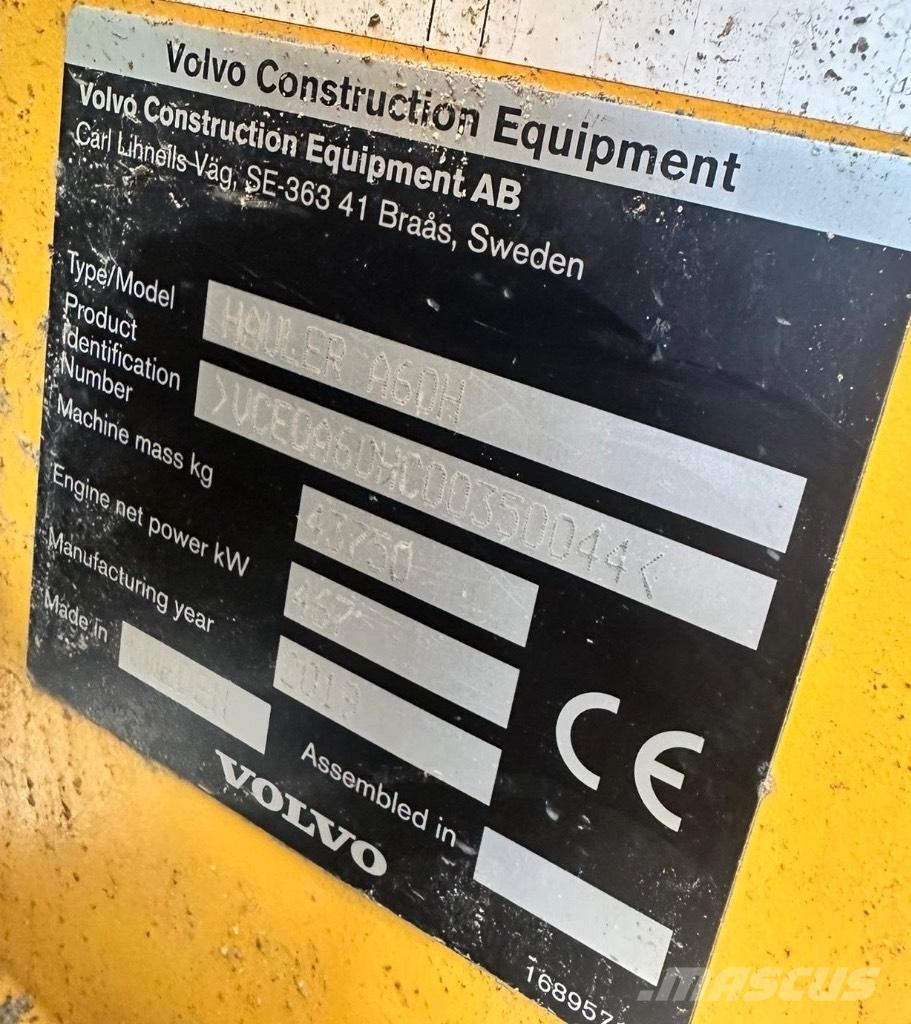 Volvo Construction Equipment
Volvo Construction Equipment AB
Carl Lihnells Väg, SE-363 41 Braås, Sweden
Type/Model HAULER A60H
Product Identification Number >VCE0A60HC00350044<
Machine mass kg 43750
Engine net power kW 467
Manufacturing year
Made in SWEDEN
Assembled in
CE
VOLVO
MASCUS